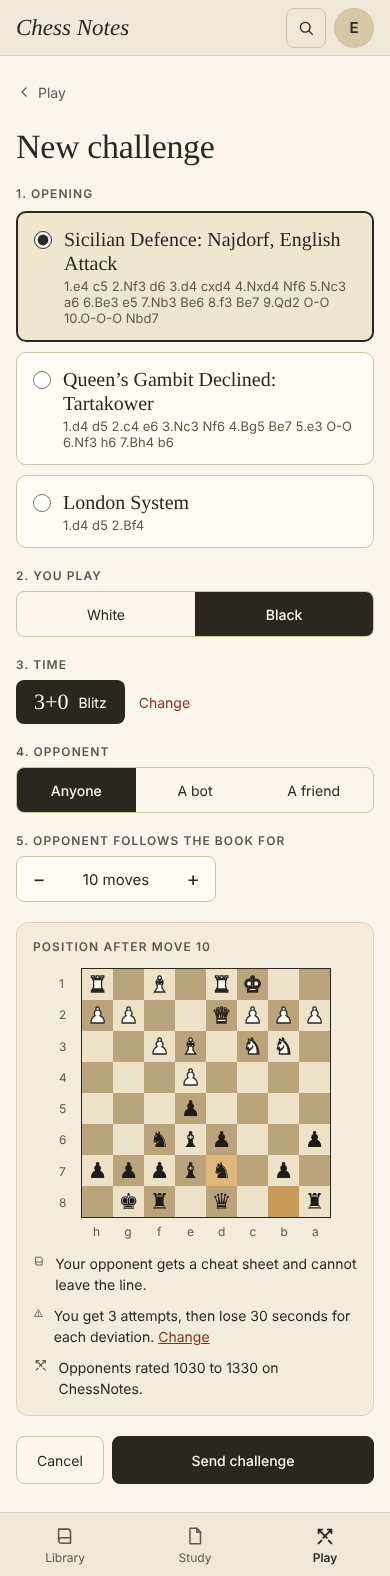 Chess Notes
E
Play
New challenge
1. OPENING
Sicilian Defence: Najdorf, English
Attack
1.e4 c5 2.Nf3 d6 3.d4 cxd4 4.Nxd4 Nf6 5.Nc3
a6 6.Be3 e5 7.Nb3 Be6 8.f3 Be7 9.Qd2 O-O
10.O-O-O Nbd7
Queen’s Gambit Declined:
Tartakower
1.d4 d5 2.c4 e6 3.Nc3 Nf6 4.Bg5 Be7 5.e3 O-O
6.Nf3 h6 7.Bh4 b6
London System
1.d4 d5 2.Bf4
2. YOU PLAY
White Black
3. TIME
3+0 Blitz Change
4. OPPONENT
Anyone A bot A friend
5. OPPONENT FOLLOWS THE BOOK FOR
− 10 moves +
POSITION AFTER MOVE 10
1
2
3
4
5
6
7
8
h g f e d c b a
Your opponent gets a cheat sheet and cannot
leave the line.
You get 3 attempts, then lose 30 seconds for
each deviation. Change
Opponents rated 1030 to 1330 on
ChessNotes.
Cancel Send challenge
Library Study Play